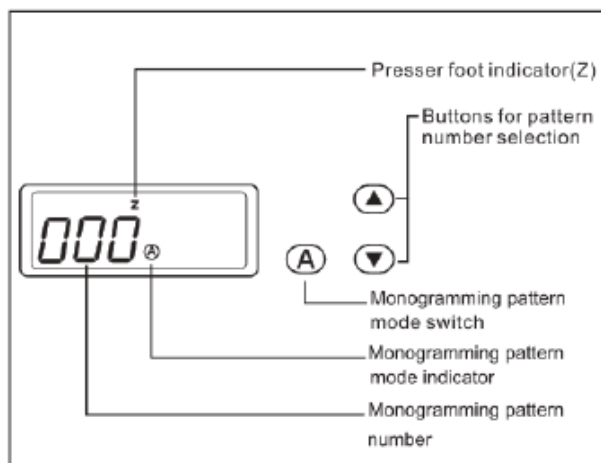 Presser foot indicator(Z)
Buttons for pattern
number selection
z
000 A
A
Monogramming pattern
mode switch
Monogramming pattern
mode indicator
Monogramming pattern
number